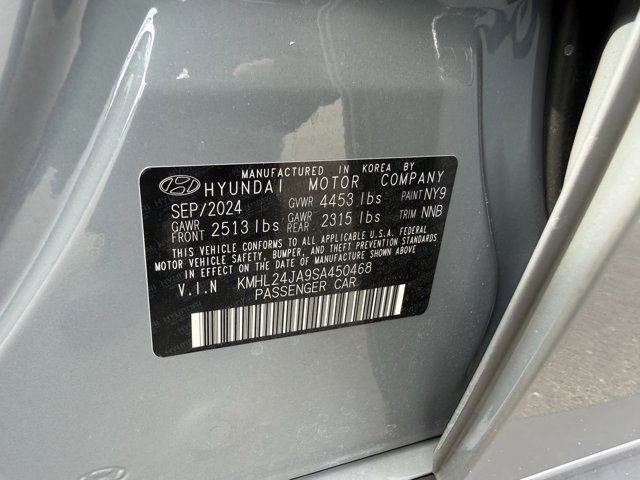 MANUFACTURED IN KOREA BY
HYUNDAI MOTOR COMPANY
SEP/2024 GVWR 4453 lbs PAINT NY9
GAWR FRONT 2513 lbs GAWR REAR 2315 lbs TRIM NNB
THIS VEHICLE CONFORMS TO ALL APPLICABLE U.S.A. FEDERAL
MOTOR VEHICLE SAFETY, BUMPER, AND THEFT PREVENTION STANDARDS
IN EFFECT ON THE DATE OF MANUFACTURE SHOWN ABOVE.
V.I.N KMHL24JA9SA450468
PASSENGER CAR